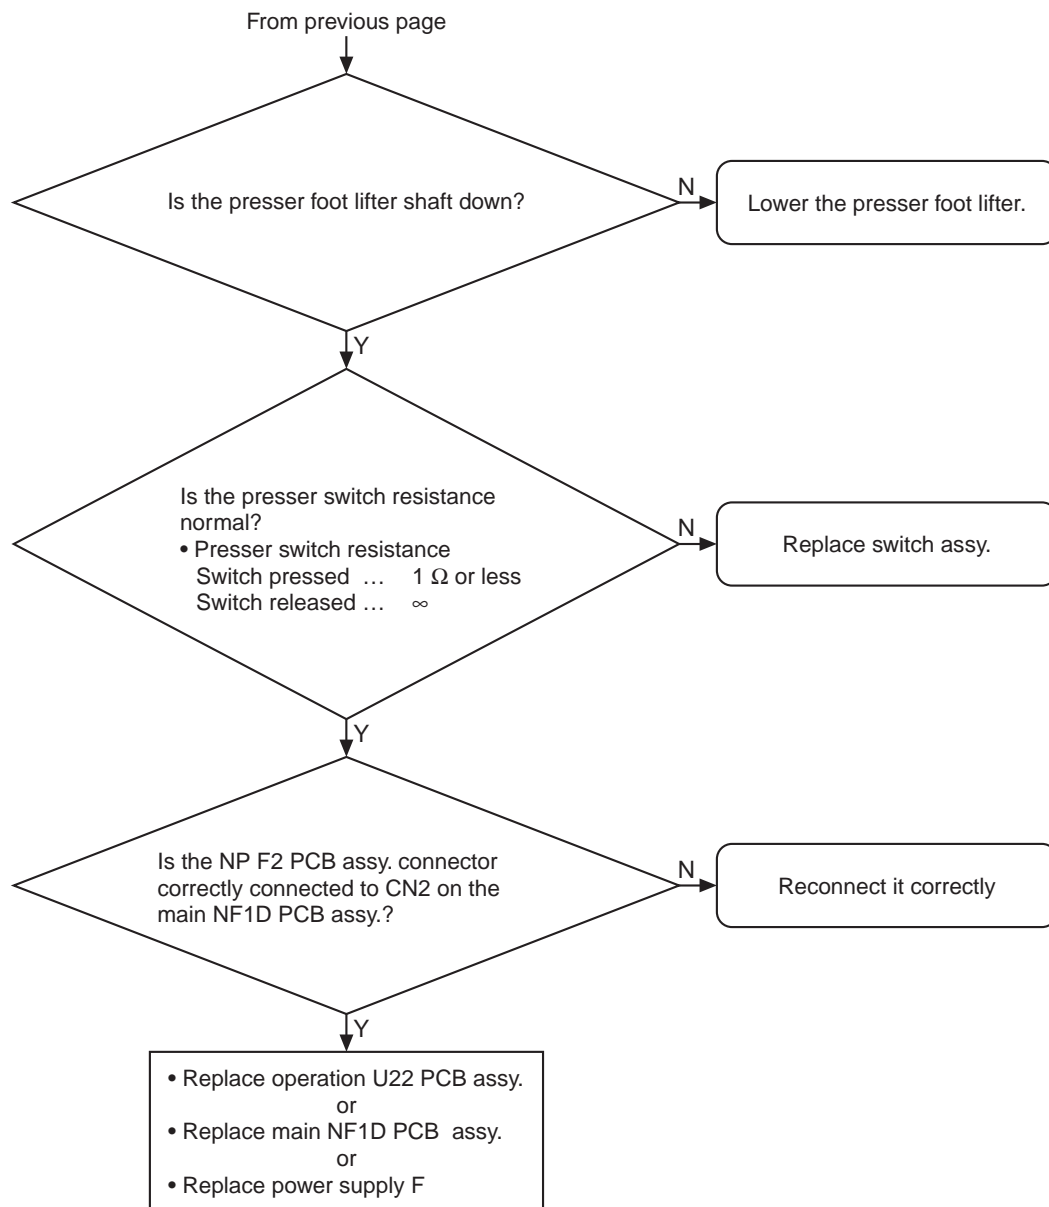 From previous page
Is the presser foot lifter shaft down?
N
Lower the presser foot lifter.
Y
Is the presser switch resistance
normal?
• Presser switch resistance
Switch pressed … 1 Ω or less
Switch released … ∞
N
Replace switch assy.
Y
Is the NP F2 PCB assy. connector
correctly connected to CN2 on the
main NF1D PCB assy.?
N
Reconnect it correctly
Y
• Replace operation U22 PCB assy.
or
• Replace main NF1D PCB assy.
or
• Replace power supply F